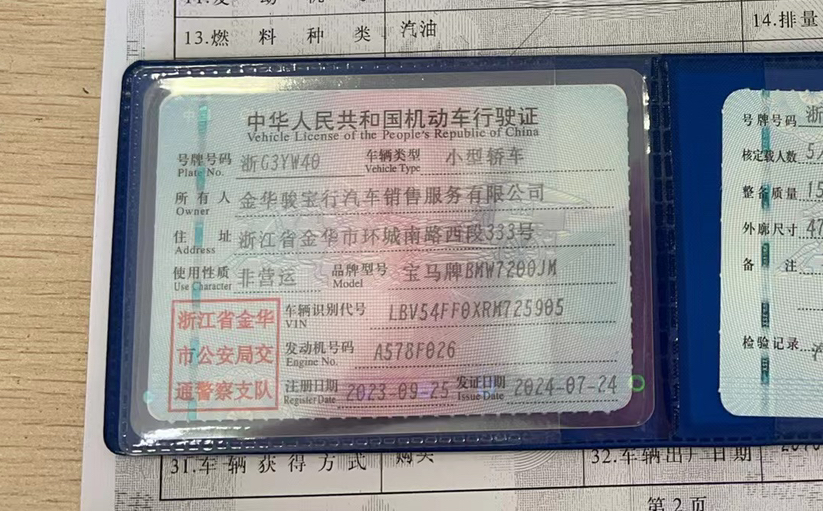 13.燃料种类 汽油 14.排量
中华人民共和国机动车行驶证
Vehicle License of the People's Republic of China
号牌号码 浙G3YW40 车辆类型 小型轿车
Plate No. Vehicle Type
所有人 金华骏宝行汽车销售服务有限公司
Owner
住址 浙江省金华市环城南路西段333号
Address
使用性质 非营运 品牌型号 宝马牌BMW7200JM
Use Character Model
浙江省金华
市公安局交
通警察支队
车辆识别代号 LBV54FF0XRM725905
VIN
发动机号码 A578F026
Engine No.
注册日期 2023-09-25 发证日期 2024-07-24
Register Date Issue Date
号牌号码 浙
核定载人数 5
整备质量 15
外廓尺寸 47
备注
检验记录
31.车辆获得方式 购买 32.车辆出厂日期
第2页